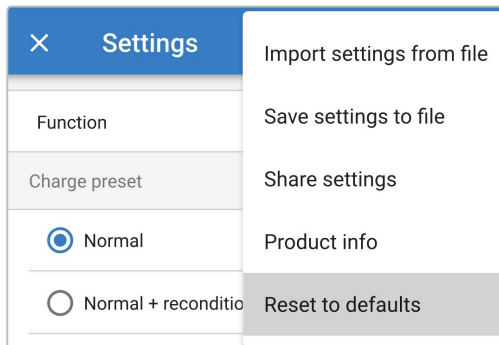 Settings
Function
Charge preset
Normal
Normal + reconditio
Import settings from file
Save settings to file
Share settings
Product info
Reset to defaults